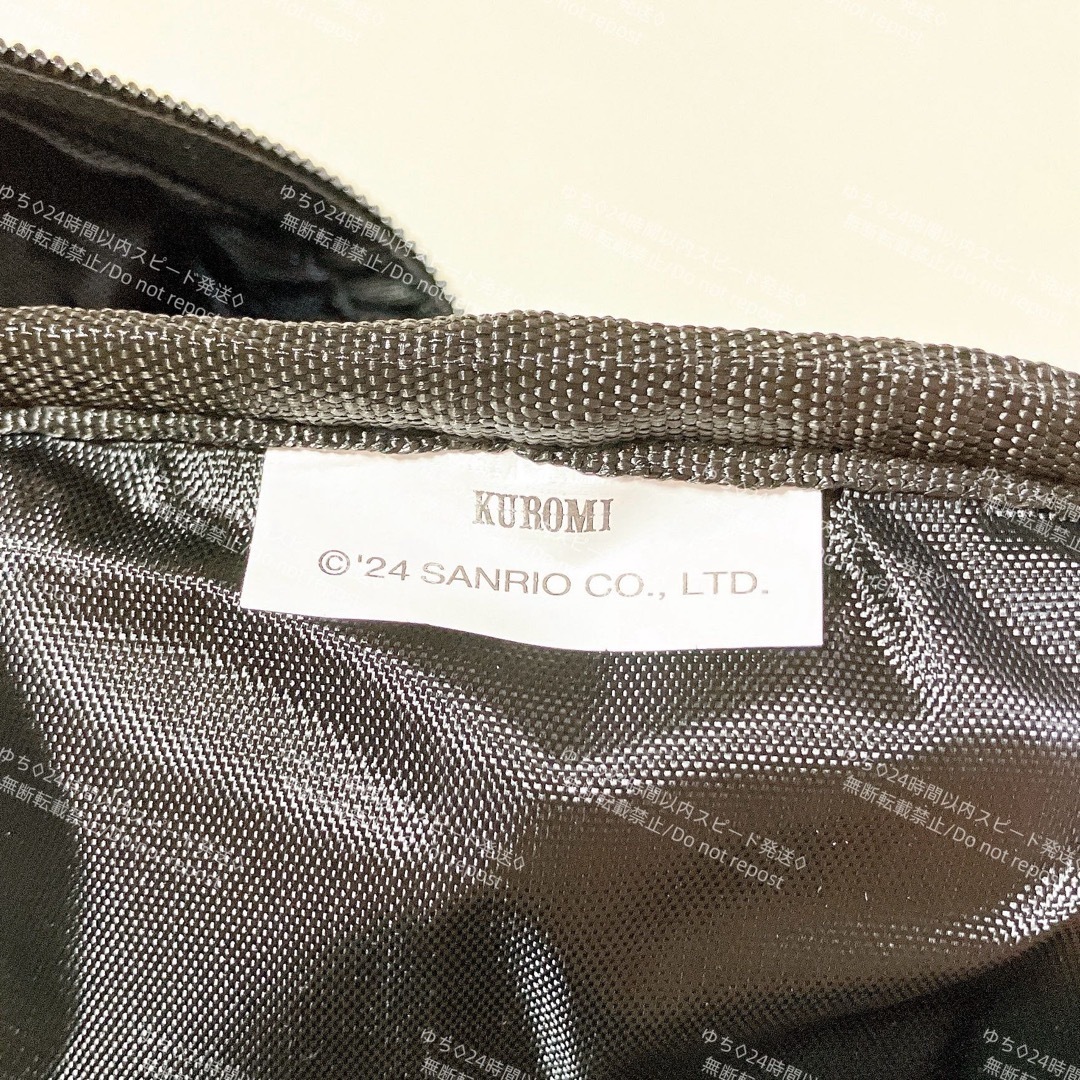 ゆち◇24時間以内スピード発送◇
無断転載禁止/Do not repost
KUROMI
©'24 SANRIO CO., LTD.